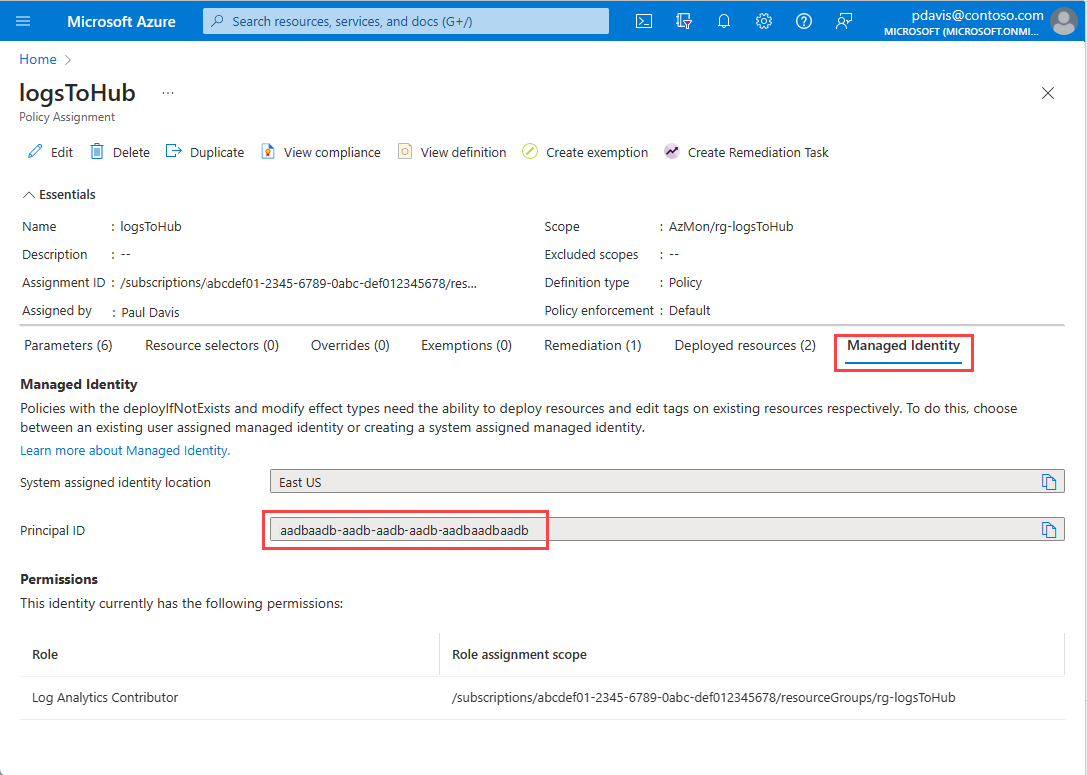 Microsoft Azure
Search resources, services, and docs (G+/)
pdavis@contoso.com
MICROSOFT (MICROSOFT.ONMI...
Home
logsToHub ...
Policy Assignment
Edit Delete Duplicate View compliance View definition Create exemption Create Remediation Task
Essentials
Name : logsToHub
Scope : AzMon/rg-logsToHub
Description : --
Excluded scopes : --
Assignment ID : /subscriptions/abcdef01-2345-6789-0abc-def012345678/res...
Definition type : Policy
Assigned by : Paul Davis
Policy enforcement : Default
Parameters (6) Resource selectors (0) Overrides (0) Exemptions (0) Remediation (1) Deployed resources (2) Managed Identity
Managed Identity
Policies with the deployIfNotExists and modify effect types need the ability to deploy resources and edit tags on existing resources respectively. To do this, choose
between an existing user assigned managed identity or creating a system assigned managed identity.
Learn more about Managed Identity.
System assigned identity location East US
Principal ID aadbaadb-aadb-aadb-aadb-aadbaadbaadb
Permissions
This identity currently has the following permissions:
Role Role assignment scope
Log Analytics Contributor /subscriptions/abcdef01-2345-6789-0abc-def012345678/resourceGroups/rg-logsToHub